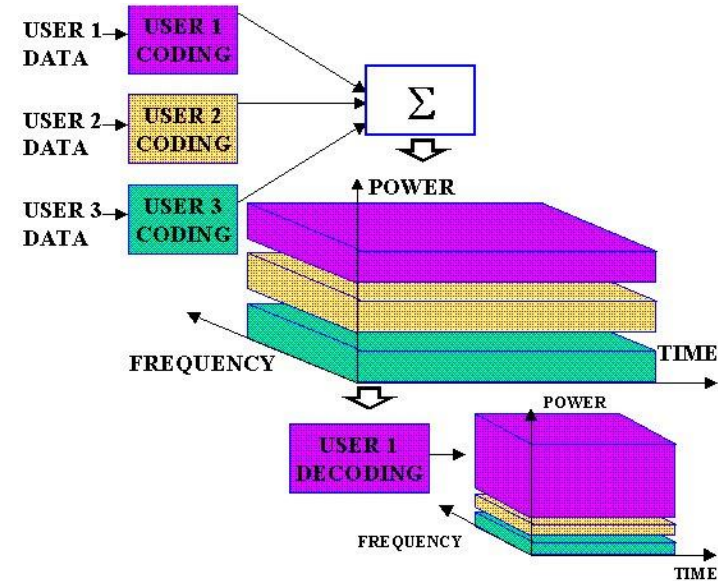 USER 1
DATA
USER 1
CODING
USER 2
DATA
USER 2
CODING
USER 3
DATA
USER 3
CODING
Σ
POWER
FREQUENCY
TIME
USER 1
DECODING
POWER
FREQUENCY
TIME